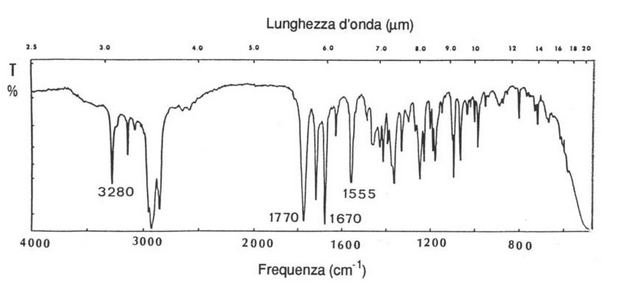 Lunghezza d'onda (µm)
2.5 3.0 4.0 5.0 6.0 7.0 8.0 9.0 10 12 14 16 18 20
T
%
3280
1555
1770 1670
4000 3000 2000 1600 1200 800
Frequenza (cm⁻¹)